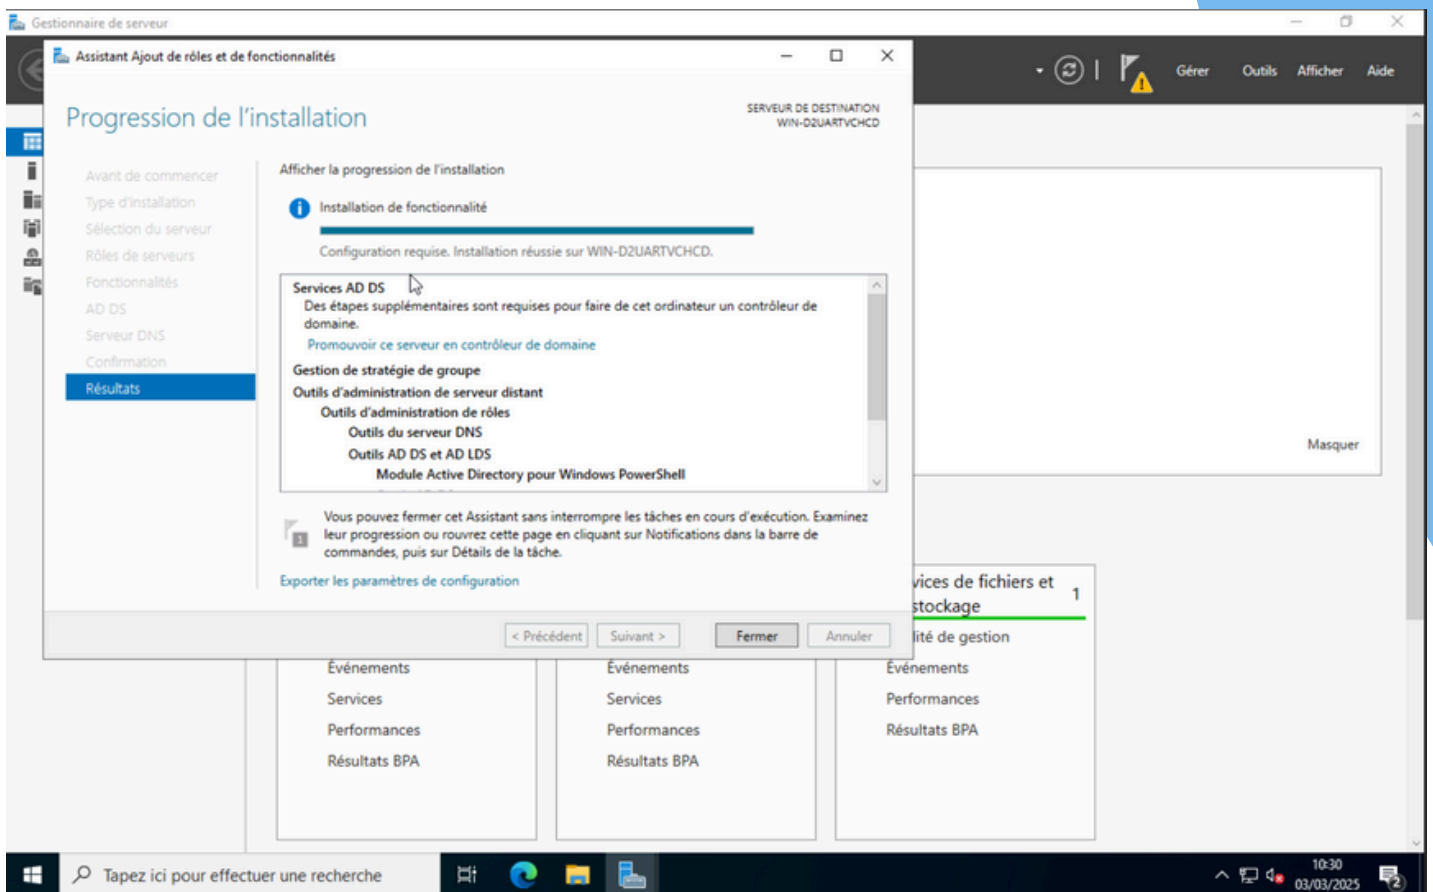 Gestionnaire de serveur
Assistant Ajout de rôles et de fonctionnalités
Gérer
Outils
Afficher
Aide
Progression de l'installation
SERVEUR DE DESTINATION
WIN-D2UARTVCHCD
Avant de commencer
Type d'installation
Sélection du serveur
Rôles de serveurs
Fonctionnalités
AD DS
Serveur DNS
Confirmation
Résultats
Afficher la progression de l'installation
Installation de fonctionnalité
Configuration requise. Installation réussie sur WIN-D2UARTVCHCD.
Services AD DS
Des étapes supplémentaires sont requises pour faire de cet ordinateur un contrôleur de
domaine.
Promouvoir ce serveur en contrôleur de domaine
Gestion de stratégie de groupe
Outils d'administration de serveur distant
Outils d'administration de rôles
Outils du serveur DNS
Outils AD DS et AD LDS
Module Active Directory pour Windows PowerShell
1
Vous pouvez fermer cet Assistant sans interrompre les tâches en cours d'exécution. Examinez
leur progression ou rouvrez cette page en cliquant sur Notifications dans la barre de
commandes, puis sur Détails de la tâche.
Exporter les paramètres de configuration
< Précédent
Suivant >
Fermer
Annuler
Masquer
vices de fichiers et
stockage
1
lité de gestion
Événements
Services
Performances
Résultats BPA
Événements
Services
Performances
Résultats BPA
Événements
Performances
Résultats BPA
Tapez ici pour effectuer une recherche
10:30
03/03/2025
2